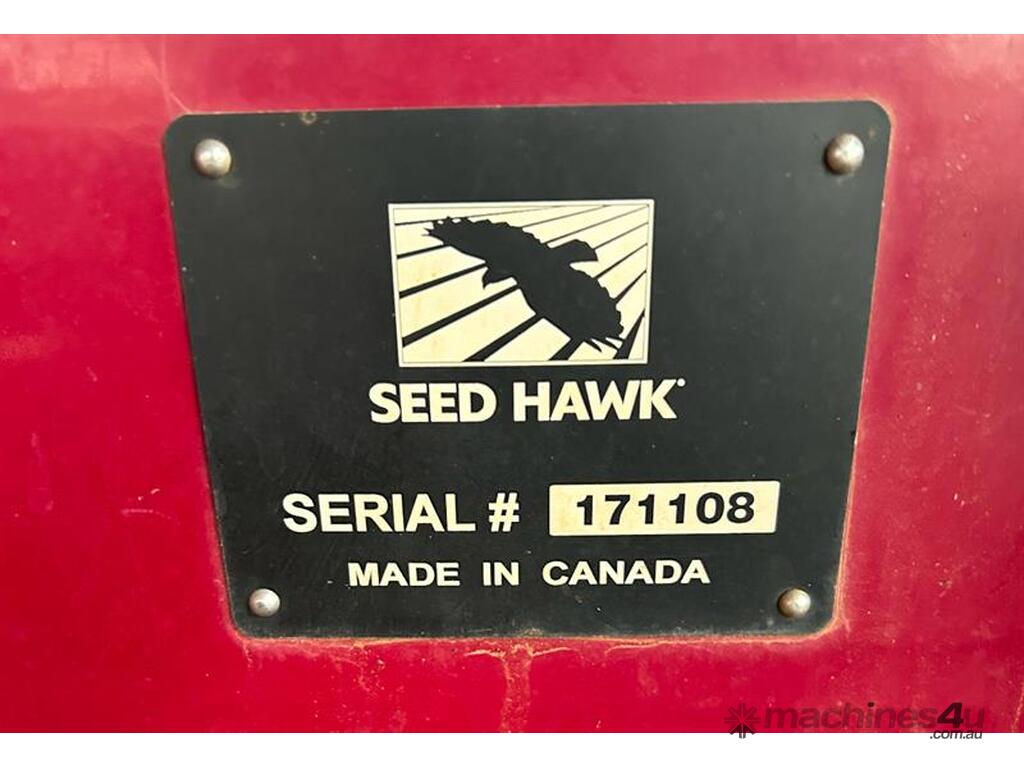 SEED HAWK
SERIAL # 171108
MADE IN CANADA
machines4u
.com.au